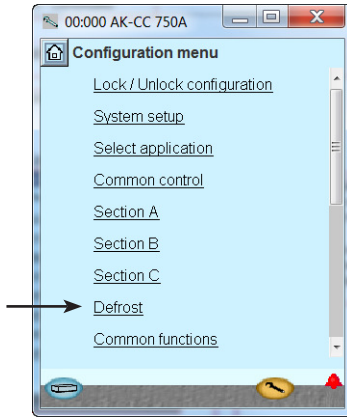 00:000 AK-CC 750A
Configuration menu
Lock / Unlock configuration
System setup
Select application
Common control
Section A
Section B
Section C
Defrost
Common functions